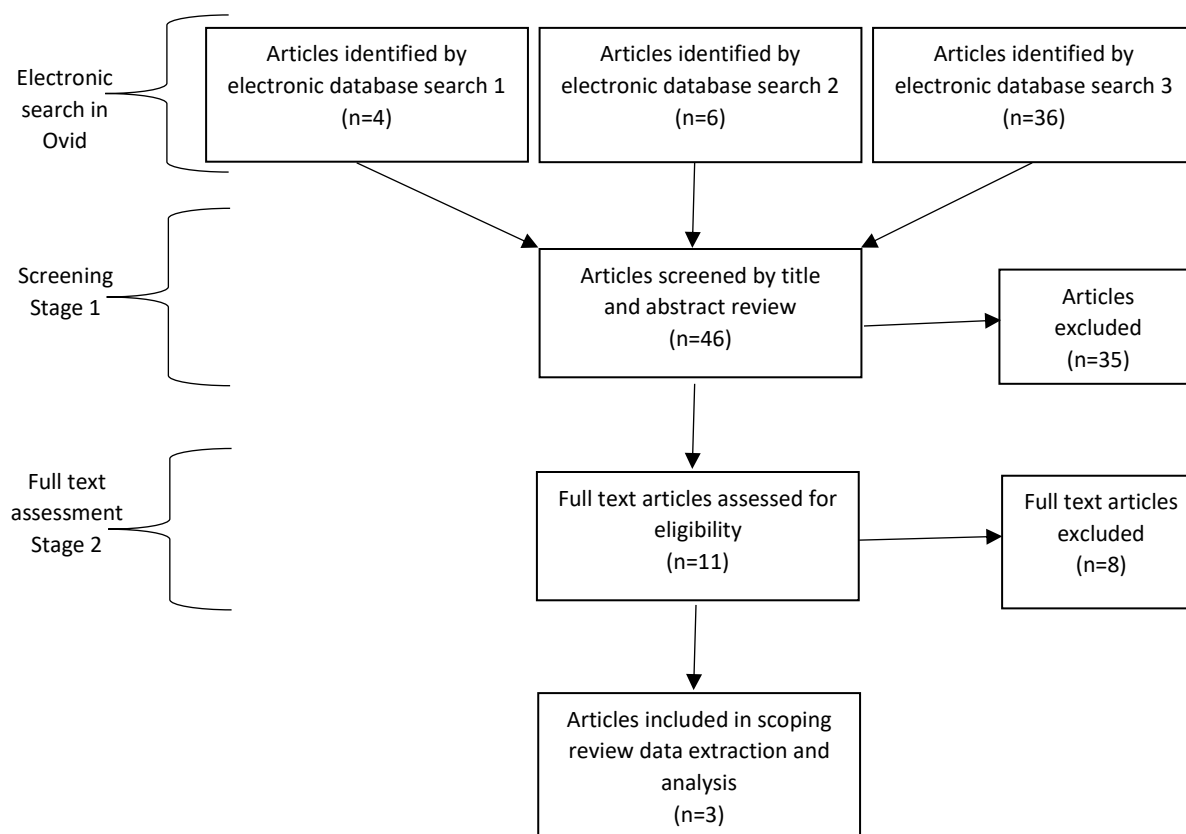 Electronic
search in
Ovid
Articles identified by
electronic database search 1
(n=4)
Articles identified by
electronic database search 2
(n=6)
Articles identified by
electronic database search 3
(n=36)
Screening
Stage 1
Articles screened by title
and abstract review
(n=46)
Articles
excluded
(n=35)
Full text
assessment
Stage 2
Full text articles assessed for
eligibility
(n=11)
Full text articles
excluded
(n=8)
Articles included in scoping
review data extraction and
analysis
(n=3)